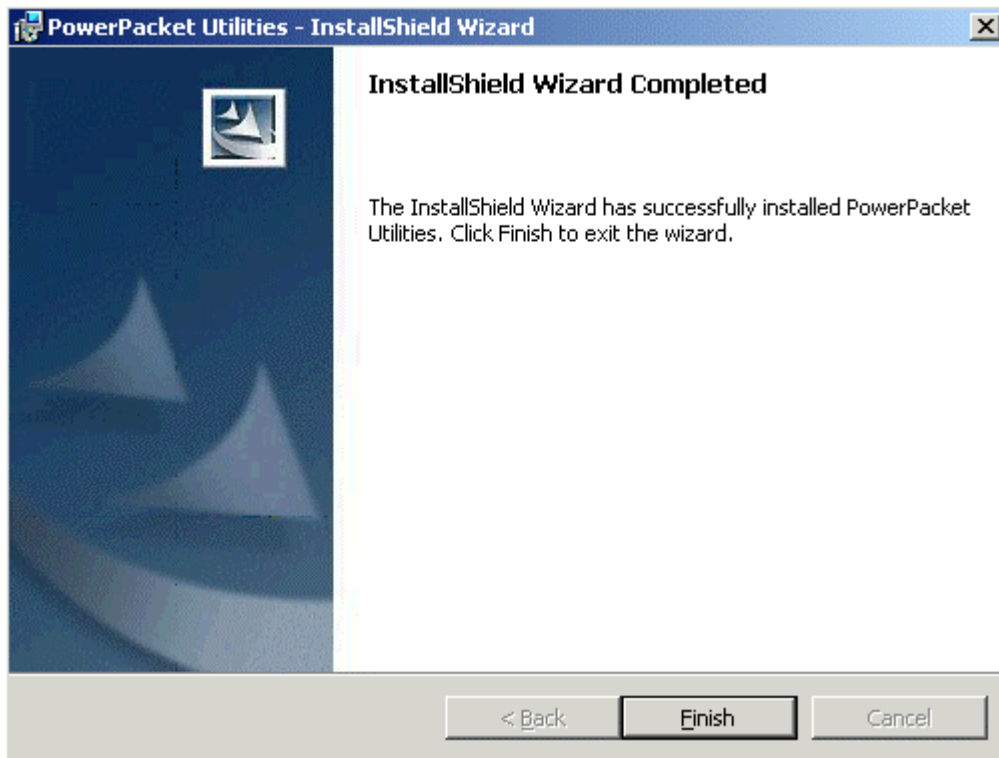 PowerPacket Utilities - InstallShield Wizard
InstallShield Wizard Completed
The InstallShield Wizard has successfully installed PowerPacket
Utilities. Click Finish to exit the wizard.
< Back
Finish
Cancel